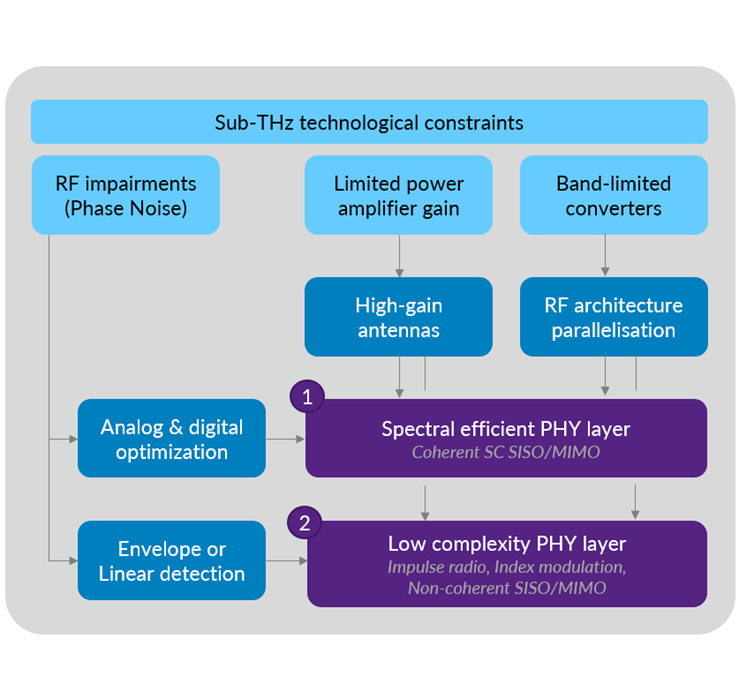 Sub-THz technological constraints
RF impairments
(Phase Noise)
Limited power
amplifier gain
Band-limited
converters
High-gain
antennas
RF architecture
parallelisation
Analog & digital
optimization
1
Spectral efficient PHY layer
Coherent SC SISO/MIMO
Envelope or
Linear detection
2
Low complexity PHY layer
Impulse radio, Index modulation,
Non-coherent SISO/MIMO